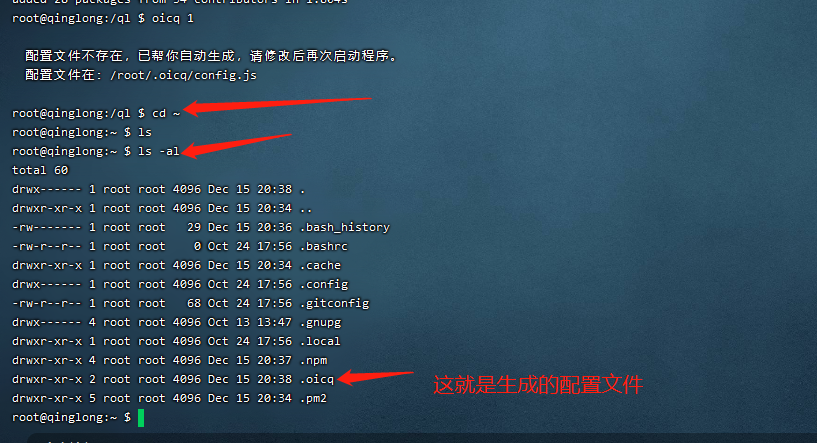 added 28 packages from 54 contributors in 1.804s
root@qinglong:/ql $ oicq 1
配置文件不存在，已帮你自动生成，请修改后再次启动程序。
配置文件在: /root/.oicq/config.js
root@qinglong:/ql $ cd ~
root@qinglong:~ $ ls
root@qinglong:~ $ ls -al
total 60
drwx------ 1 root root 4096 Dec 15 20:38 .
drwxr-xr-x 1 root root 4096 Dec 15 20:34 ..
-rw------- 1 root root   29 Dec 15 20:36 .bash_history
-rw-r--r-- 1 root root    0 Oct 24 17:56 .bashrc
drwxr-xr-x 1 root root 4096 Dec 15 20:34 .cache
drwx------ 1 root root 4096 Oct 24 17:56 .config
-rw-r--r-- 1 root root   68 Oct 24 17:56 .gitconfig
drwx------ 4 root root 4096 Oct 13 13:47 .gnupg
drwxr-xr-x 1 root root 4096 Oct 24 17:56 .local
drwxr-xr-x 4 root root 4096 Dec 15 20:37 .npm
drwxr-xr-x 2 root root 4096 Dec 15 20:38 .oicq
这就是生成的配置文件
drwxr-xr-x 5 root root 4096 Dec 15 20:34 .pm2
root@qinglong:~ $